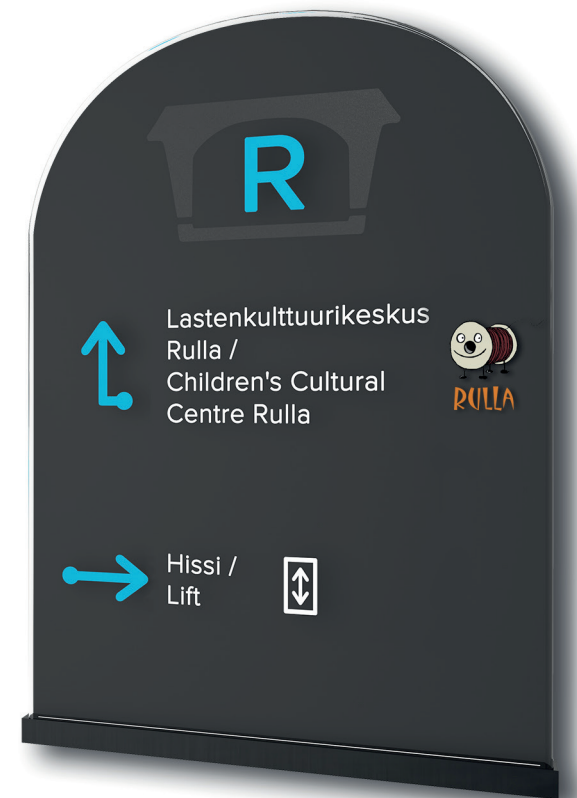 R
Lastenkulttuurikeskus
Rulla /
Children's Cultural
Centre Rulla
RULLA
Hissi /
Lift